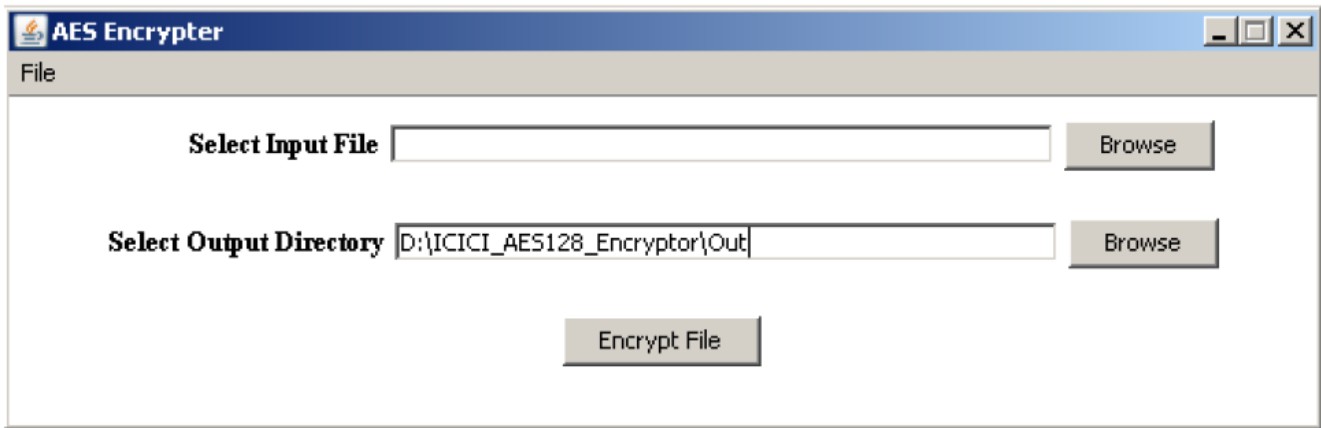 AES Encrypter
File
Select Input File Browse
Select Output Directory D:\ICICI_AES128_Encryptor\Out Browse
Encrypt File